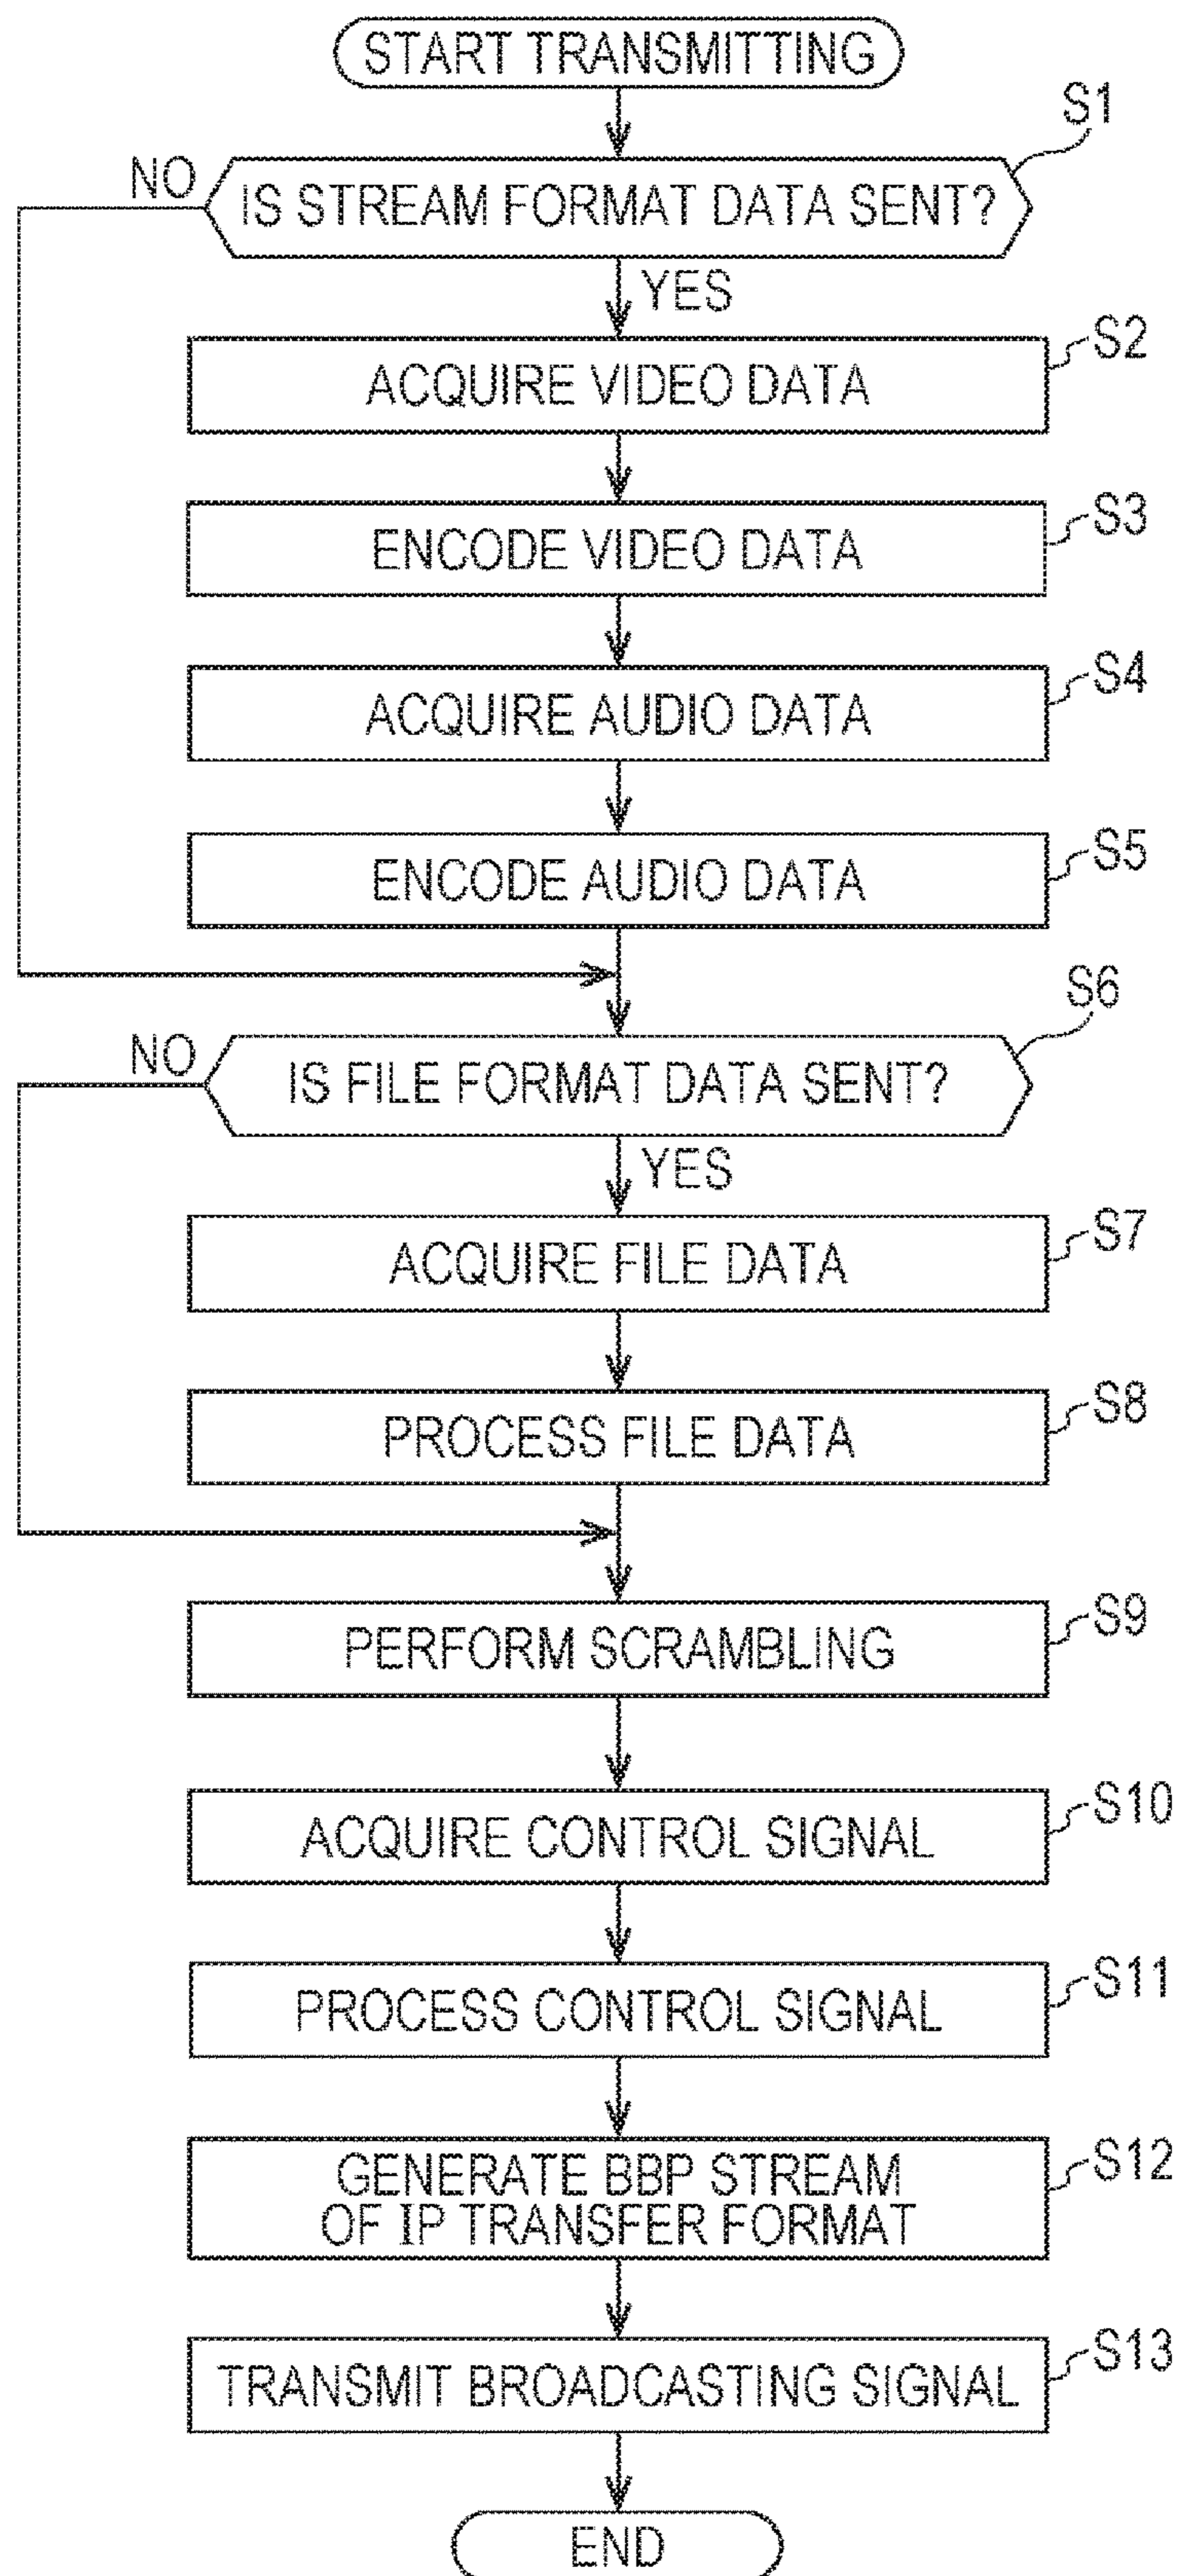 START TRANSMITTING
S1
NO
IS STREAM FORMAT DATA SENT?
YES
S2
ACQUIRE VIDEO DATA
S3
ENCODE VIDEO DATA
S4
ACQUIRE AUDIO DATA
S5
ENCODE AUDIO DATA
S6
NO
IS FILE FORMAT DATA SENT?
YES
S7
ACQUIRE FILE DATA
S8
PROCESS FILE DATA
S9
PERFORM SCRAMBLING
S10
ACQUIRE CONTROL SIGNAL
S11
PROCESS CONTROL SIGNAL
S12
GENERATE BBP STREAM
OF IP TRANSFER FORMAT
S13
TRANSMIT BROADCASTING SIGNAL
END